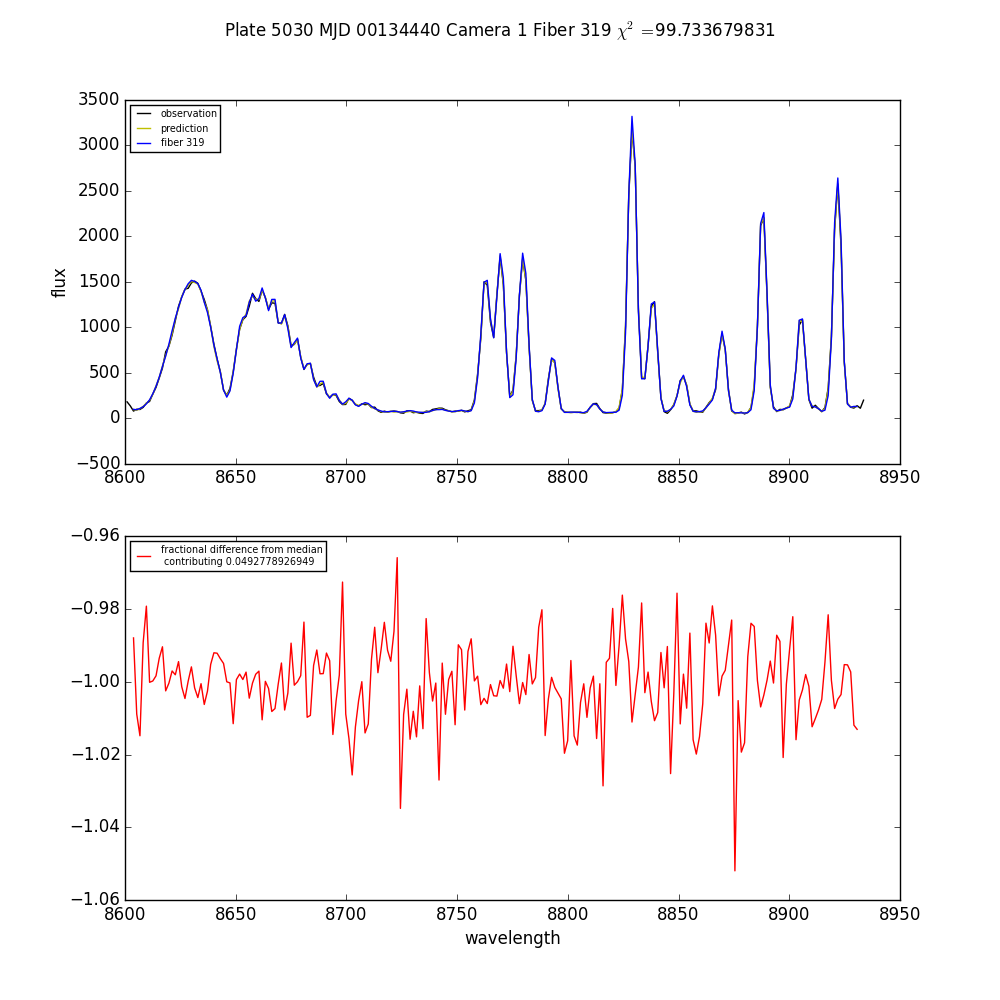 Plate 5030 MJD 00134440 Camera 1 Fiber 319 χ² =99.733679831
3500
3000
2500
2000
1500
1000
500
0
−500
flux
observation
prediction
fiber 319
8600 8650 8700 8750 8800 8850 8900 8950
−0.96
−0.98
−1.00
−1.02
−1.04
−1.06
fractional difference from median
contributing 0.0492778926949
8600 8650 8700 8750 8800 8850 8900 8950
wavelength